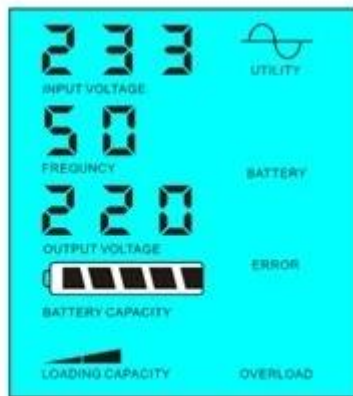 233
INPUT VOLTAGE
UTILITY
50
FREQUNCY
BATTERY
220
OUTPUT VOLTAGE
ERROR
BATTERY CAPACITY
LOADING CAPACITY
OVERLOAD